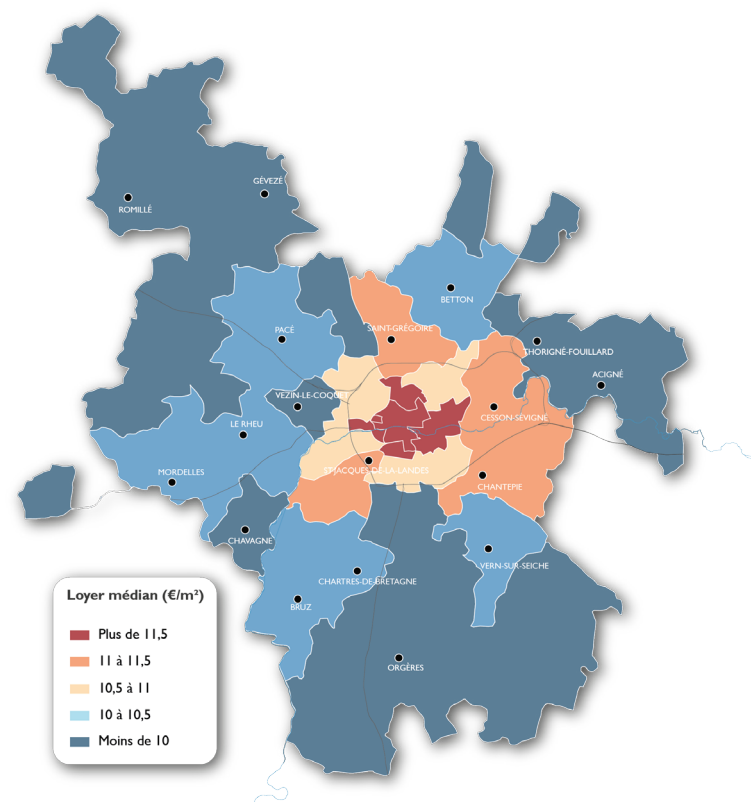 GÉVEZÉ
ROMILLÉ
BETTON
PACÉ
SAINT-GRÉGOIRE
THORIGNÉ-FOUILLARD
ACIGNÉ
VEZIN-LE-COQUET
CESSON-SÉVIGNÉ
LE RHEU
MORDELLES
ST-JACQUES-DE-LA-LANDES
CHANTEPIE
CHAVAGNE
VERN-SUR-SEICHE
CHARTRES-DE-BRETAGNE
BRUZ
ORGÈRES
Loyer médian (€/m²)
Plus de 11,5
11 à 11,5
10,5 à 11
10 à 10,5
Moins de 10